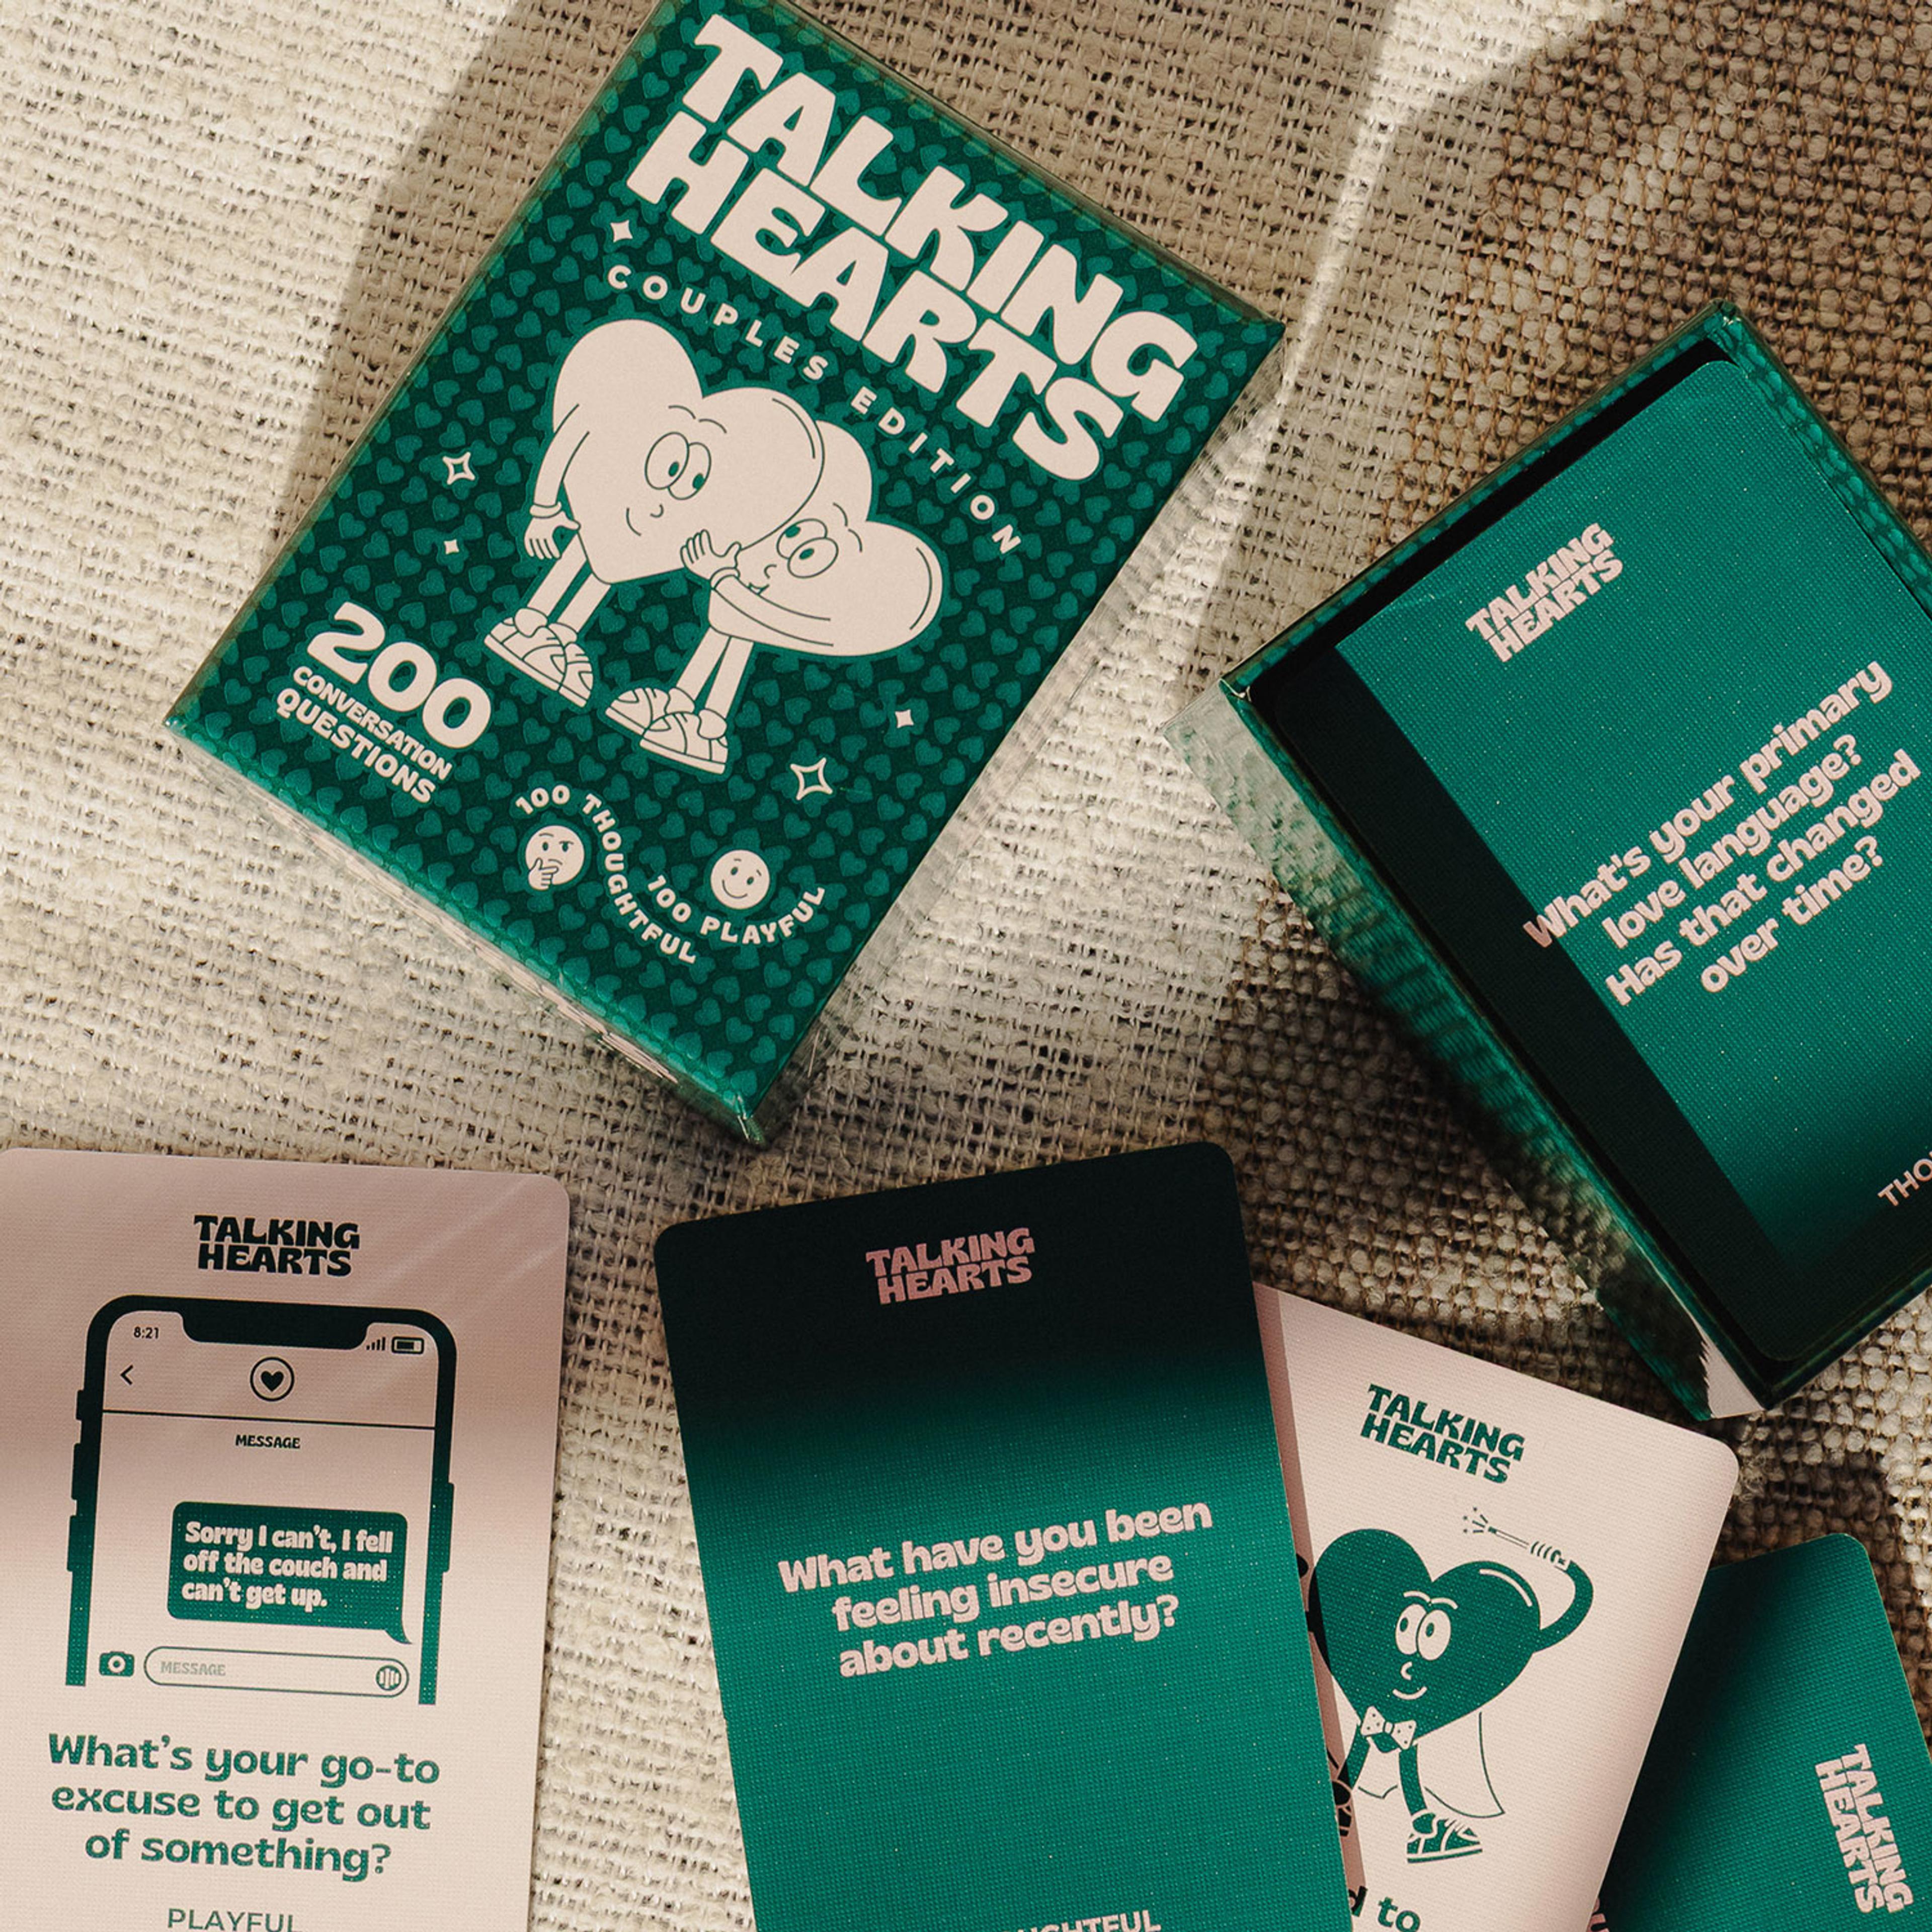 TALKING
HEARTS
COUPLES EDITION
200
CONVERSATION
QUESTIONS
100 THOUGHTFUL
100 PLAYFUL
TALKING
HEARTS
What's your primary
love language?
Has that changed
over time?
TALKING
HEARTS
8:21
MESSAGE
Sorry I can't, I fell
off the couch and
can't get up.
MESSAGE
What's your go-to
excuse to get out
of something?
PLAYFUL
TALKING
HEARTS
What have you been
feeling insecure
about recently?
TALKING
HEARTS
to
TALKING
HEARTS